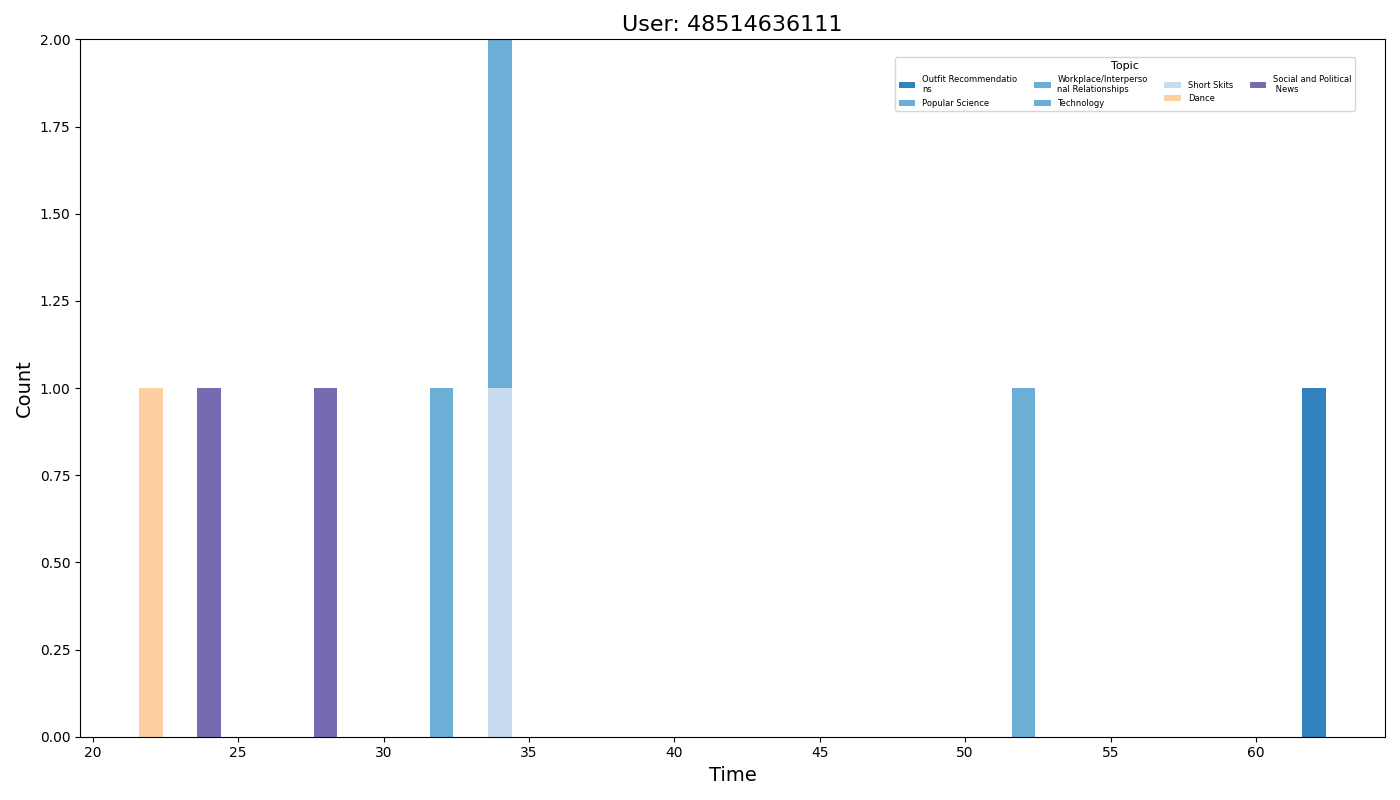 User: 48514636111
Topic
Outfit Recommendatio
ns
Popular Science
Workplace/Interperso
nal Relationships
Technology
Short Skits
Dance
Social and Political
News
2.00
1.75
1.50
1.25
1.00
0.75
0.50
0.25
0.00
Count
20 25 30 35 40 45 50 55 60
Time